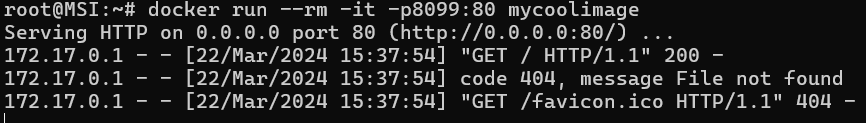 root@MSI:~# docker run --rm -it -p8099:80 mycoolimage
Serving HTTP on 0.0.0.0 port 80 (http://0.0.0.0:80/) ...
172.17.0.1 - - [22/Mar/2024 15:37:54] "GET / HTTP/1.1" 200 -
172.17.0.1 - - [22/Mar/2024 15:37:54] code 404, message File not found
172.17.0.1 - - [22/Mar/2024 15:37:54] "GET /favicon.ico HTTP/1.1" 404 -